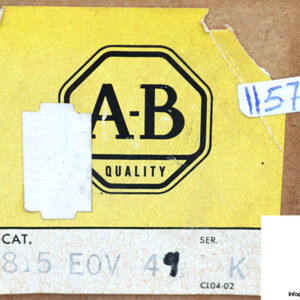 1157
A-B
QUALITY
CAT.
SER.
815 EOV 49
K
CL04-02